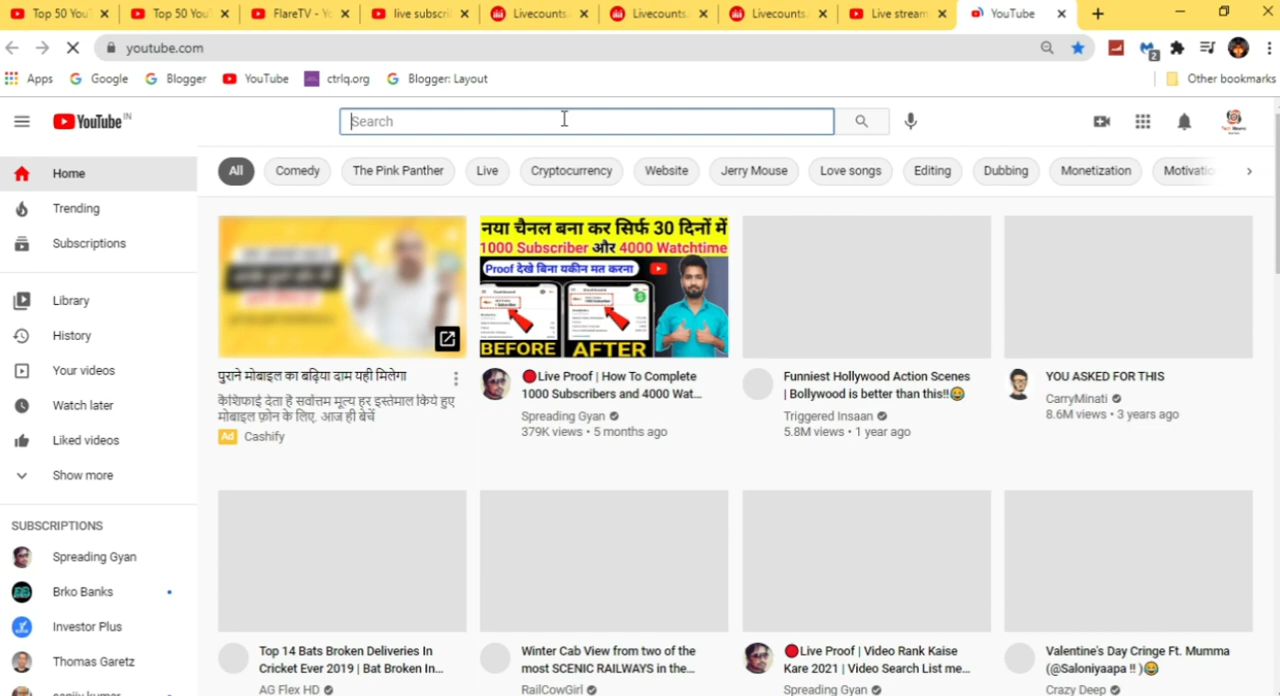 Top 50 You
Top 50 You
FlareTV - Yo
live subscri
Livecounts.
Livecounts.
Livecounts.
Live stream
YouTube
youtube.com
2
Apps
Google
Blogger
YouTube
ctrlq.org
Blogger: Layout
Other bookmarks
YouTube IN
Search
All
Comedy
The Pink Panther
Live
Cryptocurrency
Website
Jerry Mouse
Love songs
Editing
Dubbing
Monetization
Motivatio
Home
Trending
Subscriptions
Library
History
Your videos
Watch later
Liked videos
Show more
SUBSCRIPTIONS
Spreading Gyan
Brko Banks
Investor Plus
Thomas Garetz
नया चैनल बना कर सिर्फ 30 दिनों में
1000 Subscriber और 4000 Watchtime
Proof देखे बिना यकीन मत करना
BEFORE
AFTER
पुराने मोबाइल का बढ़िया दाम यही मिलेगा
कैशिफाई देता है सर्वोत्तम मूल्य हर इस्तेमाल किये हुए
मोबाइल फ़ोन के लिए. आज ही बेचें
Ad Cashify
🔴Live Proof | How To Complete
1000 Subscribers and 4000 Wat...
Spreading Gyan
379K views • 5 months ago
Funniest Hollywood Action Scenes
| Bollywood is better than this!!😂
Triggered Insaan
5.8M views • 1 year ago
YOU ASKED FOR THIS
CarryMinati
8.6M views • 3 years ago
Top 14 Bats Broken Deliveries In
Cricket Ever 2019 | Bat Broken In...
AG Flex HD
Winter Cab View from two of the
most SCENIC RAILWAYS in the...
RailCowGirl
🔴Live Proof | Video Rank Kaise
Kare 2021 | Video Search List me...
Spreading Gyan
Valentine's Day Cringe Ft. Mumma
(@Saloniyaapa !! )😂
Crazy Deep